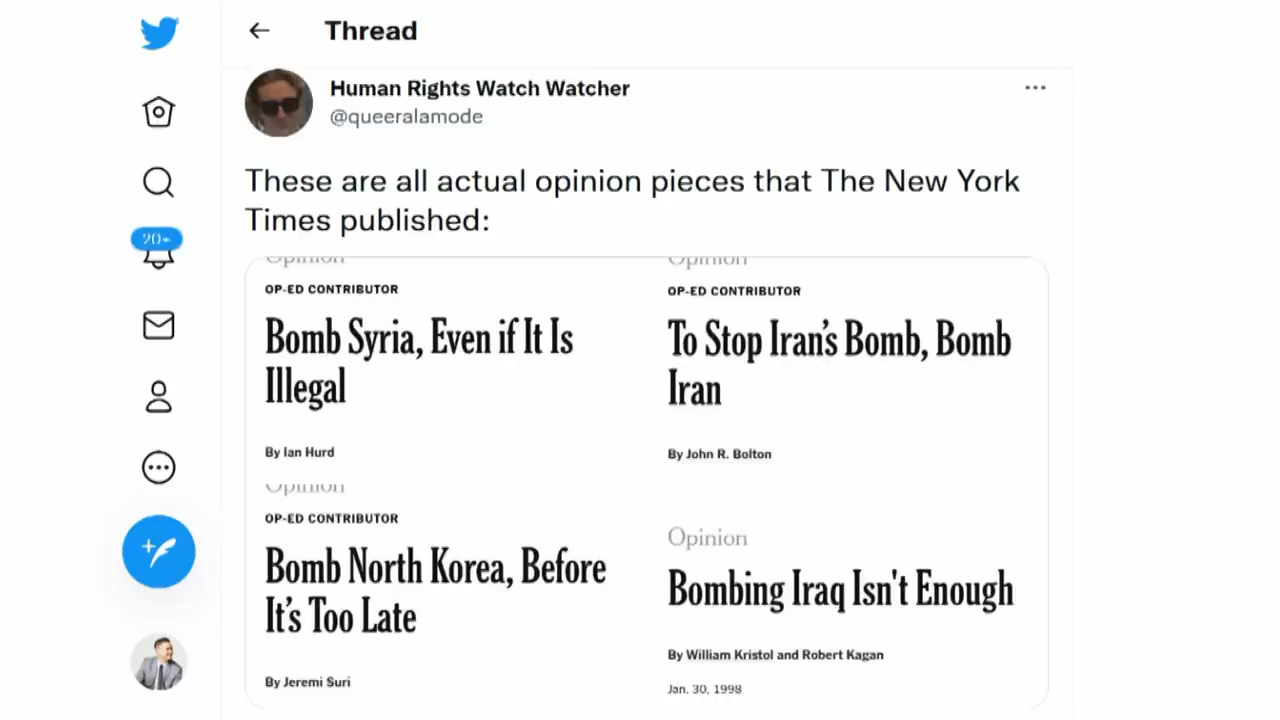 Thread
Human Rights Watch Watcher
@queeralamode
These are all actual opinion pieces that The New York
Times published:
20+
Opinion
OP-ED CONTRIBUTOR
Bomb Syria, Even if It Is
Illegal
By Ian Hurd
Opinion
OP-ED CONTRIBUTOR
To Stop Iran's Bomb, Bomb
Iran
By John R. Bolton
Opinion
OP-ED CONTRIBUTOR
Bomb North Korea, Before
It's Too Late
By Jeremi Suri
Opinion
Bombing Iraq Isn't Enough
By William Kristol and Robert Kagan
Jan. 30, 1998